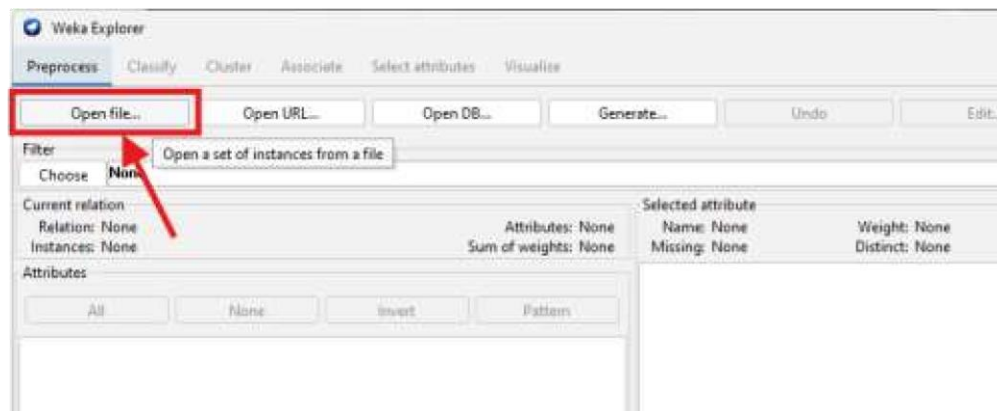 Weka Explorer
Preprocess Classify Cluster Associate Select attributes Visualise
Open file... Open URL... Open DB... Generate... Undo Edit...
Open a set of instances from a file
Filter
Choose None
Current relation
Relation: None Attributes: None
Instances: None Sum of weights: None
Selected attribute
Name: None Weight: None
Missing: None Distinct: None
Attributes
All None Invert Pattern